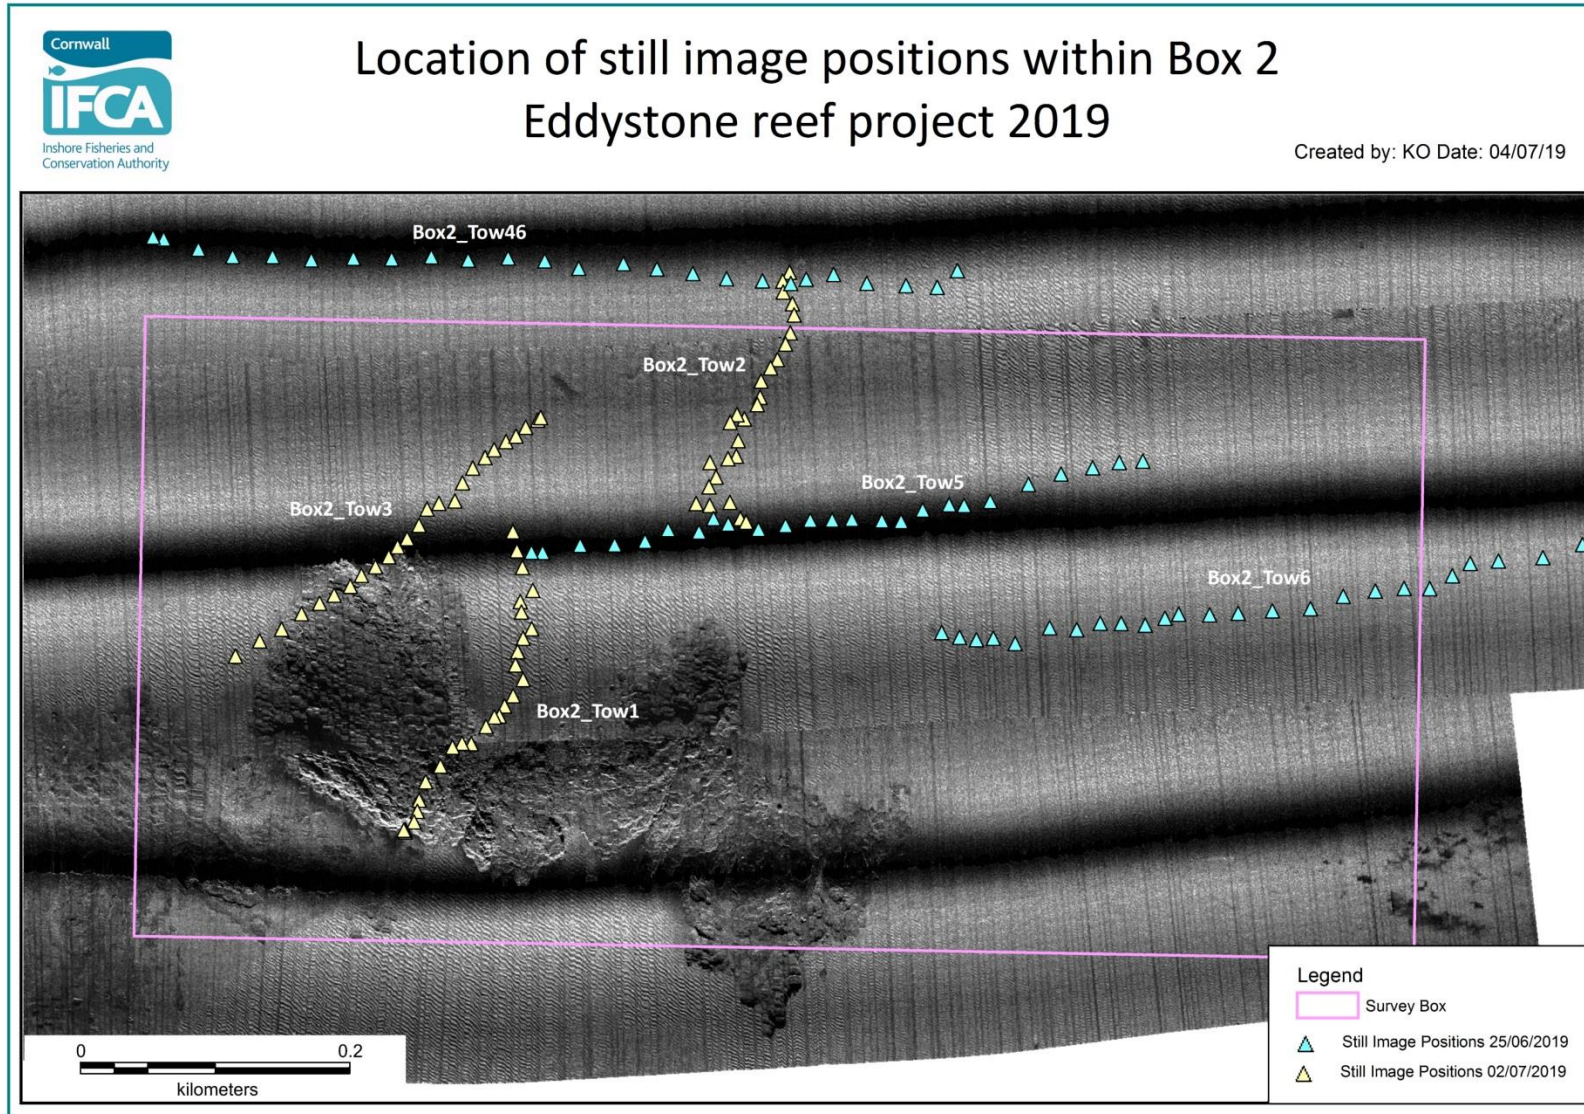 Cornwall
IFCA
Inshore Fisheries and
Conservation Authority
Location of still image positions within Box 2
Eddystone reef project 2019
Created by: KO Date: 04/07/19
Box2_Tow46
Box2_Tow2
Box2_Tow5
Box2_Tow3
Box2_Tow6
Box2_Tow1
Legend
Survey Box
Still Image Positions 25/06/2019
Still Image Positions 02/07/2019
0 0.2
kilometers